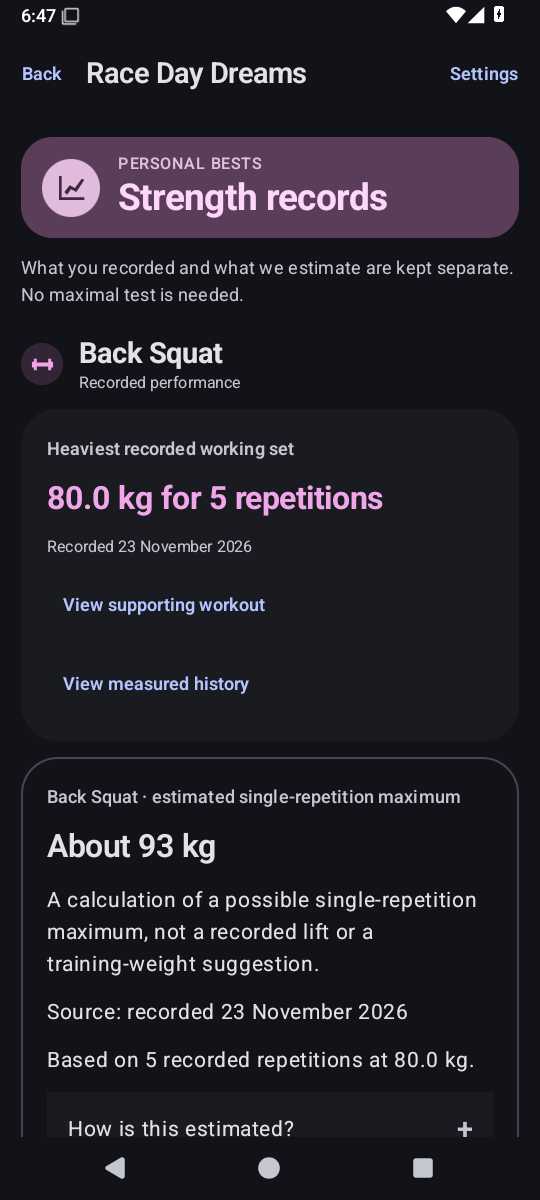 6:47
Back
Race Day Dreams
Settings
PERSONAL BESTS
Strength records
What you recorded and what we estimate are kept separate.
No maximal test is needed.
Back Squat
Recorded performance
Heaviest recorded working set
80.0 kg for 5 repetitions
Recorded 23 November 2026
View supporting workout
View measured history
Back Squat · estimated single-repetition maximum
About 93 kg
A calculation of a possible single-repetition
maximum, not a recorded lift or a
training-weight suggestion.
Source: recorded 23 November 2026
Based on 5 recorded repetitions at 80.0 kg.
How is this estimated? +